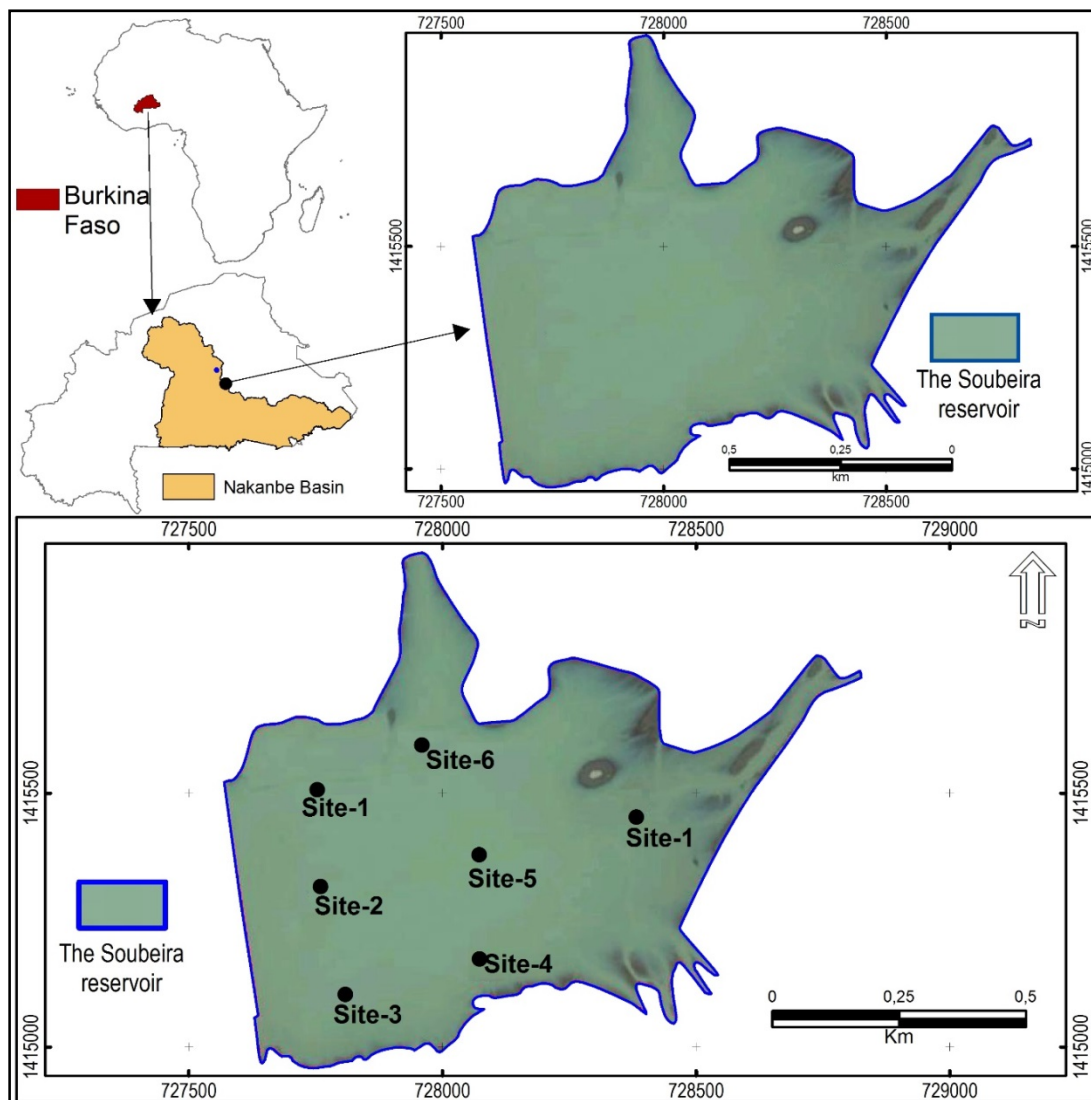 727500 728000 728500
Burkina
Faso
1415500
1415500
The Soubeira
reservoir
Nakanbe Basin
0,5 0,25 0
km
1415000
1415000
727500 728000 728500
727500 728000 728500 729000
N
Site-6
1415500
1415500
Site-1
Site-1
Site-5
Site-2
The Soubeira
reservoir
Site-4
Site-3
0 0,25 0,5
Km
1415000
1415000
727500 728000 728500 729000